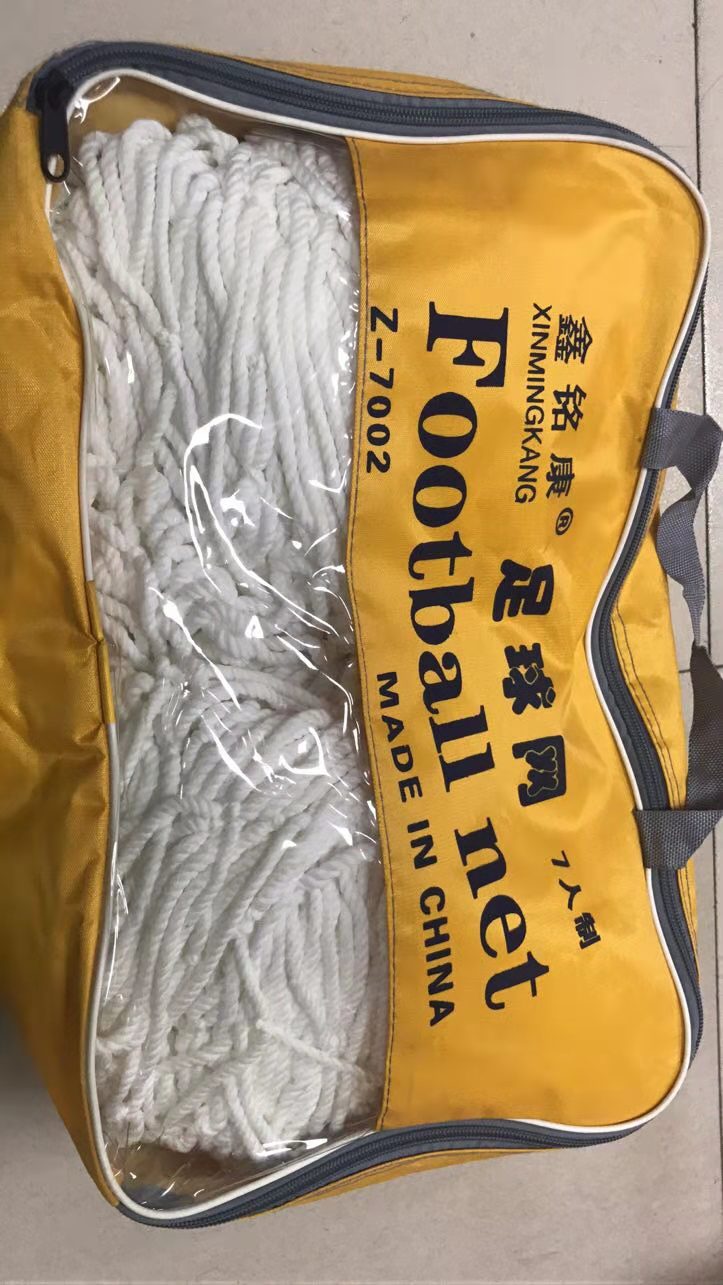 鑫铭康®
XINMINGKANG
足球网 7人制
Football net
Z-7002 MADE IN CHINA